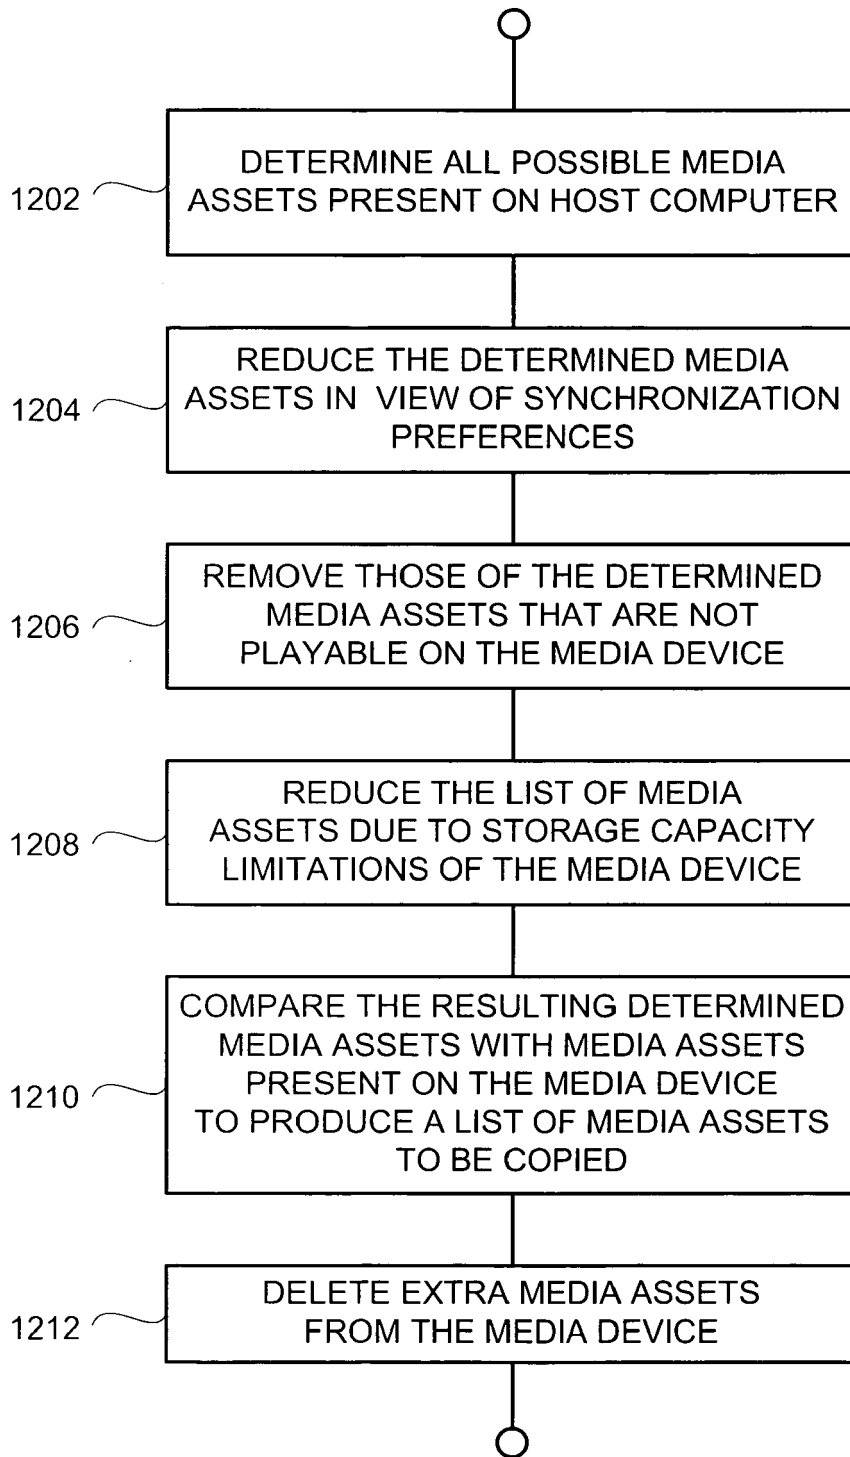 DETERMINE ALL POSSIBLE MEDIA
ASSETS PRESENT ON HOST COMPUTER
1202
REDUCE THE DETERMINED MEDIA
ASSETS IN VIEW OF SYNCHRONIZATION
PREFERENCES
1204
REMOVE THOSE OF THE DETERMINED
MEDIA ASSETS THAT ARE NOT
PLAYABLE ON THE MEDIA DEVICE
1206
REDUCE THE LIST OF MEDIA
ASSETS DUE TO STORAGE CAPACITY
LIMITATIONS OF THE MEDIA DEVICE
1208
COMPARE THE RESULTING DETERMINED
MEDIA ASSETS WITH MEDIA ASSETS
PRESENT ON THE MEDIA DEVICE
TO PRODUCE A LIST OF MEDIA ASSETS
TO BE COPIED
1210
DELETE EXTRA MEDIA ASSETS
FROM THE MEDIA DEVICE
1212